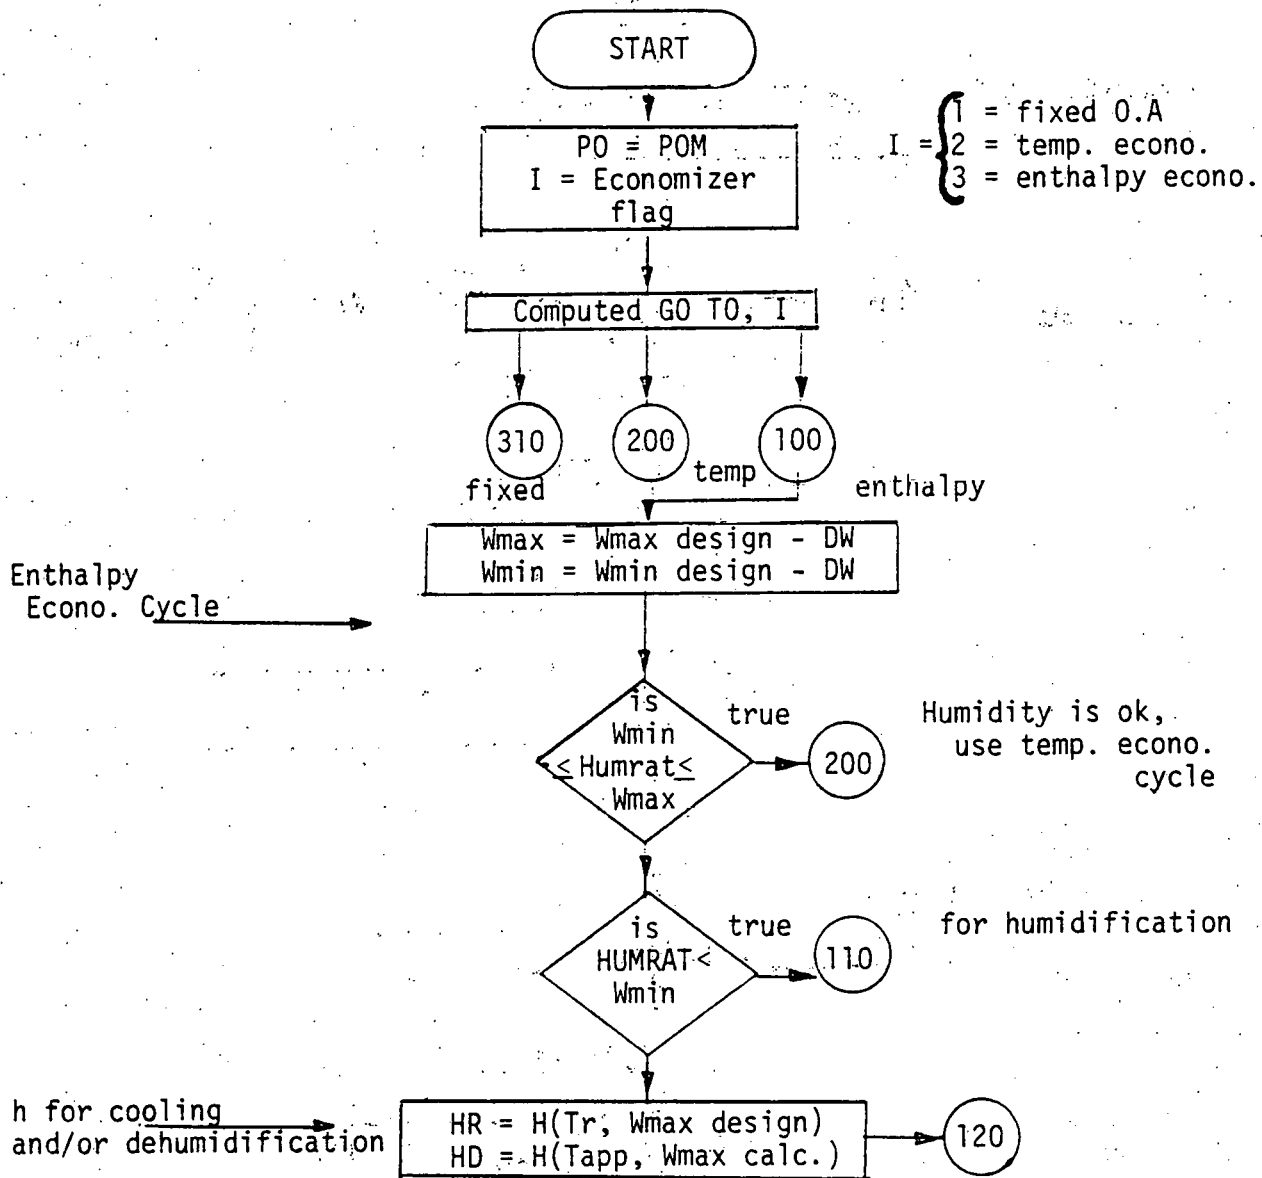 START
PO = POM
I = Economizer
flag
I =
1 = fixed O.A
2 = temp. econo.
3 = enthalpy econo.
Computed GO TO, I
310
200
100
fixed
temp
enthalpy
Wmax = Wmax design - DW
Wmin = Wmin design - DW
Enthalpy
Econo. Cycle
is
Wmin
≤ Humrat ≤
Wmax
true
200
Humidity is ok,
use temp. econo.
cycle
is
HUMRAT <
Wmin
true
110
for humidification
h for cooling
and/or dehumidification
HR = H(Tr, Wmax design)
HD = H(Tapp, Wmax calc.)
120